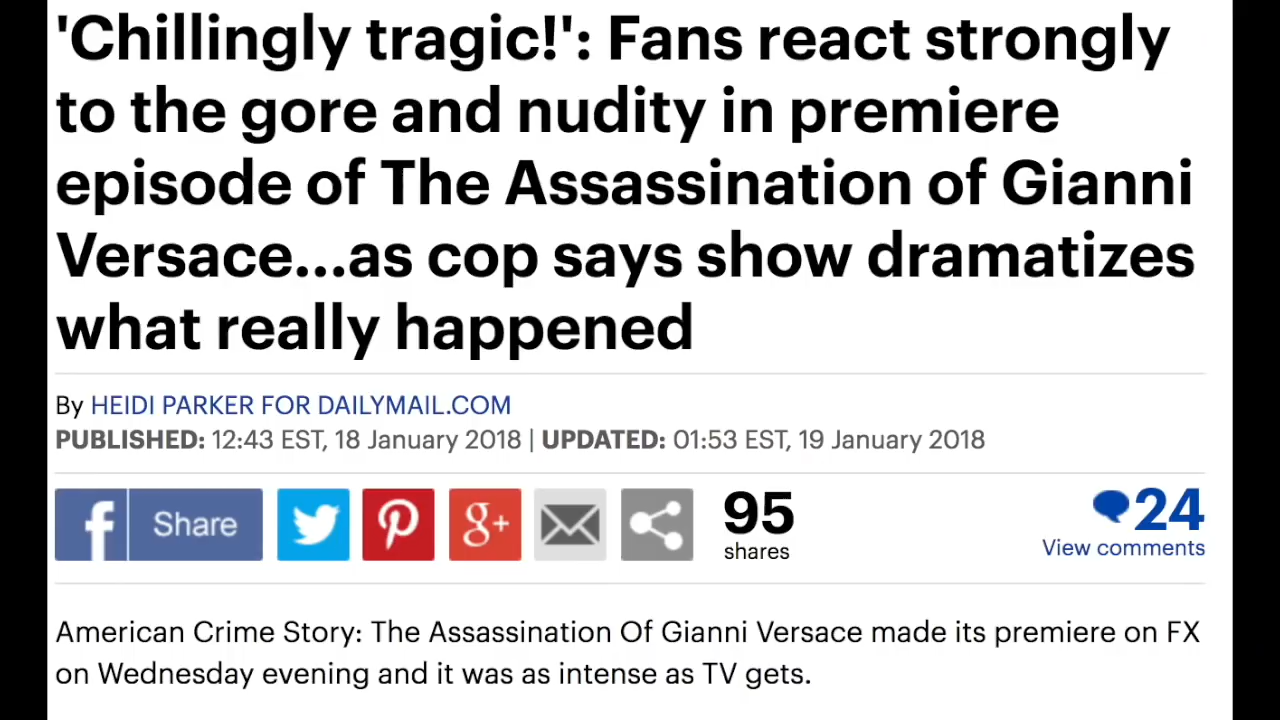 'Chillingly tragic!': Fans react strongly
to the gore and nudity in premiere
episode of The Assassination of Gianni
Versace...as cop says show dramatizes
what really happened
By HEIDI PARKER FOR DAILYMAIL.COM
PUBLISHED: 12:43 EST, 18 January 2018 | UPDATED: 01:53 EST, 19 January 2018
f Share g+ 95 24
shares View comments
American Crime Story: The Assassination Of Gianni Versace made its premiere on FX
on Wednesday evening and it was as intense as TV gets.